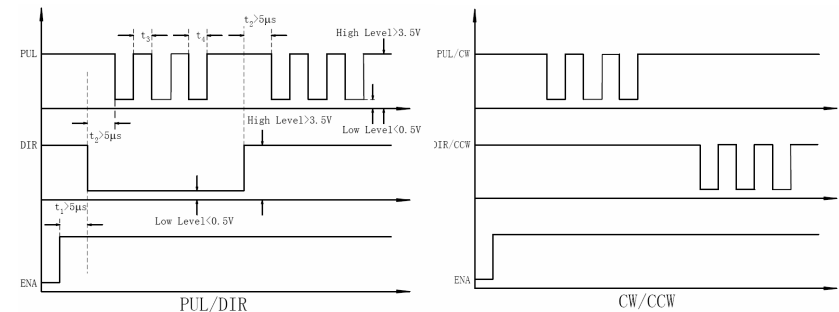 t2>5μs
High Level>3.5V
PUL
t3
t4
t2>5μs
High Level>3.5V
Low Level<0.5V
DIR
t1>5μs
Low Level<0.5V
ENA
PUL/DIR
PUL/CW
DIR/CCW
ENA
CW/CCW